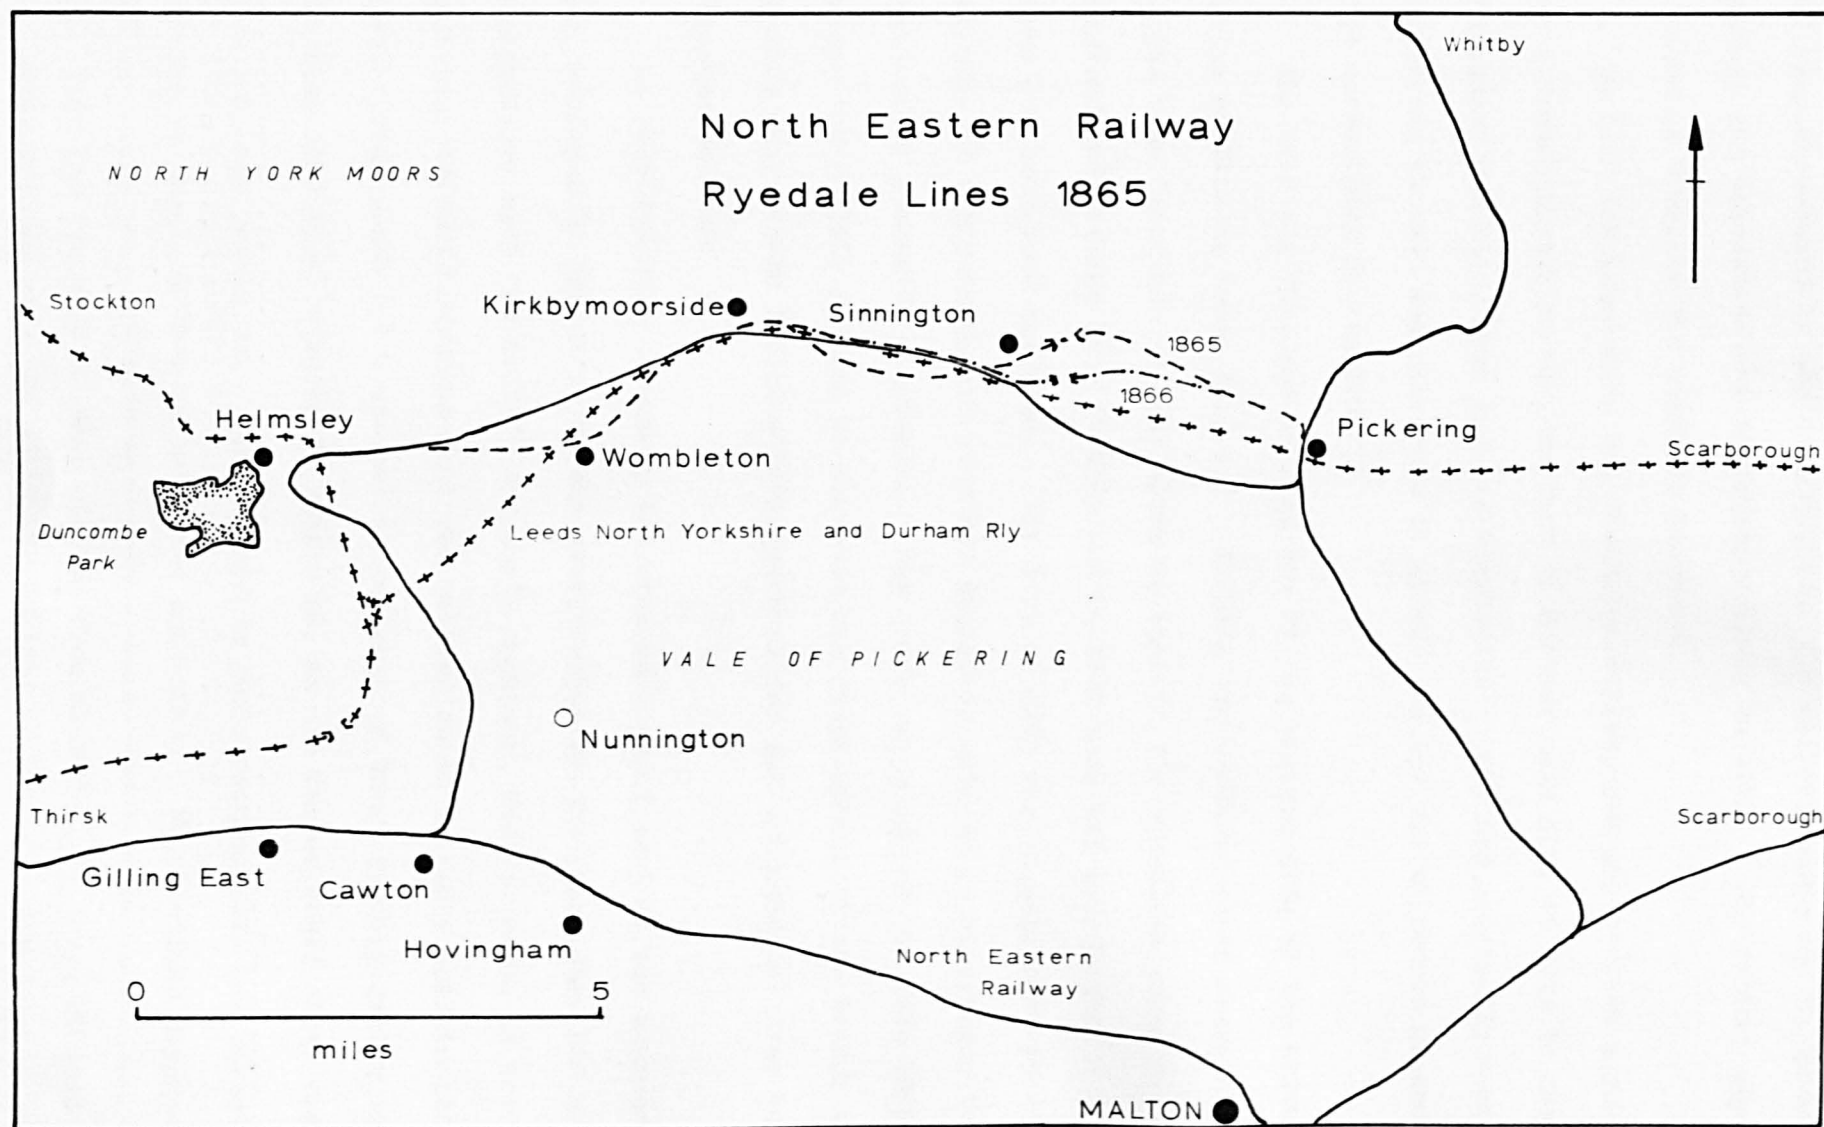 Whitby
North Eastern Railway
Ryedale Lines 1865
NORTH YORK MOORS
Stockton
Kirkbymoorside
Sinnington
1865
1866
Helmsley
Pickering
Scarborough
Wombleton
Duncombe
Park
Leeds North Yorkshire and Durham Rly
VALE OF PICKERING
Nunnington
Thirsk
Scarborough
Gilling East
Cawton
Hovingham
North Eastern
Railway
0 5
miles
MALTON